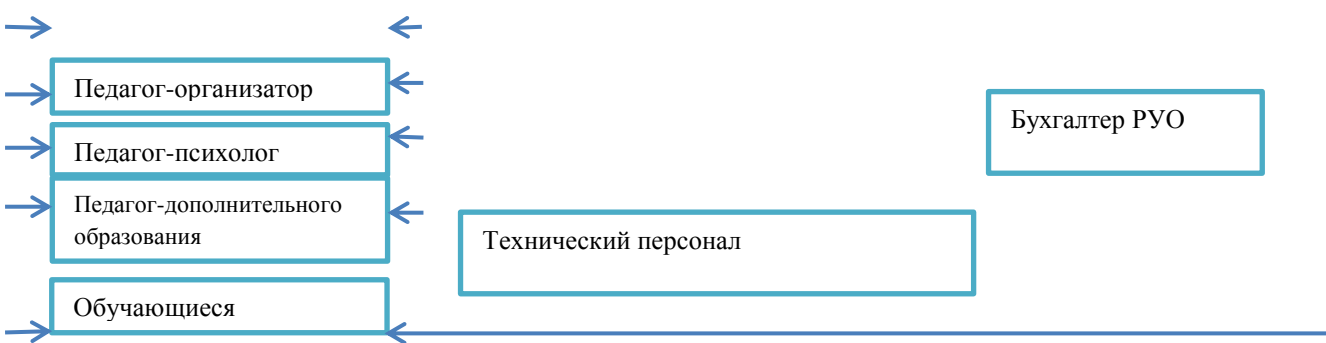 Педагог-организатор
Бухгалтер РУО
Педагог-психолог
Педагог-дополнительного
образования
Технический персонал
Обучающиеся